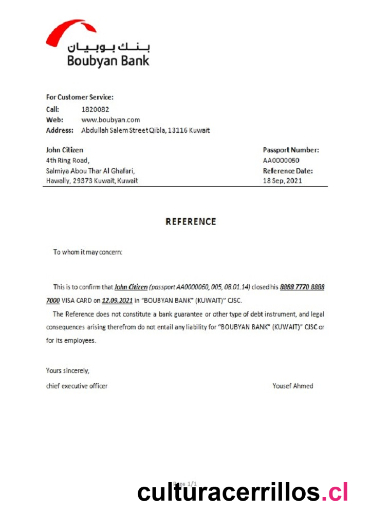 بنك بوبيان
Boubyan Bank
For Customer Service:
Call: 1820082
Web: www.boubyan.com
Address: Abdullah Salem Street Qibla, 13116 Kuwait
John Citizen Passport Number:
4th Ring Road, AA0000060
Salmiya Abou Thar Al Ghafari, Reference Date:
Hawally, 29373 Kuwait, Kuwait 18 Sep, 2021
REFERENCE
To whom it may concern:
This is to confirm that John Citizen (passport AA0000060, 005, 08.01.14) closed his 8888 7770 8888
7000 VISA CARD on 12.09.2021 in "BOUBYAN BANK" (KUWAIT)" CJSC.
The Reference does not constitute a bank guarantee or other type of debt instrument, and legal
consequences arising therefrom do not entail any liability for "BOUBYAN BANK" (KUWAIT)" CJSC or
for its employees.
Yours sincerely,
chief executive officer Yousef Ahmed
1/1
culturacerrillos.cl